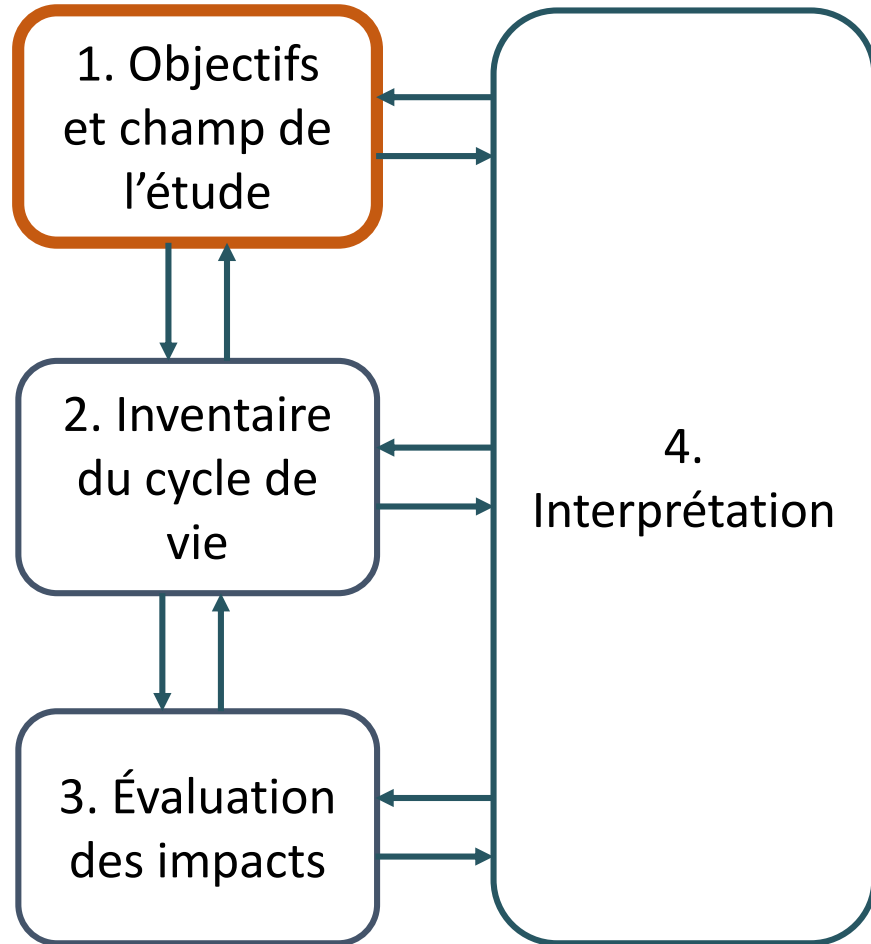 1. Objectifs
et champ de
l’étude
2. Inventaire
du cycle de
vie
3. Évaluation
des impacts
4.
Interprétation